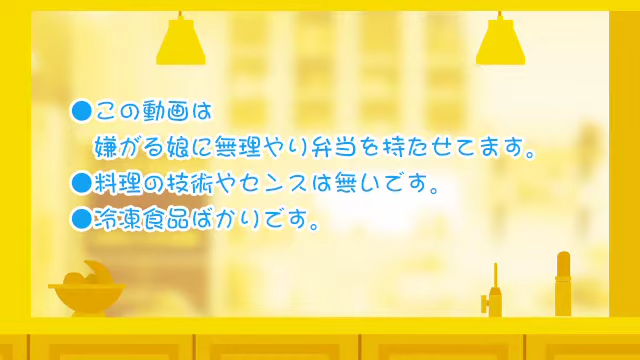 ●この動画は
嫌がる娘に無理やり弁当を持たせてます。
●料理の技術やセンスは無いです。
●冷凍食品ばかりです。